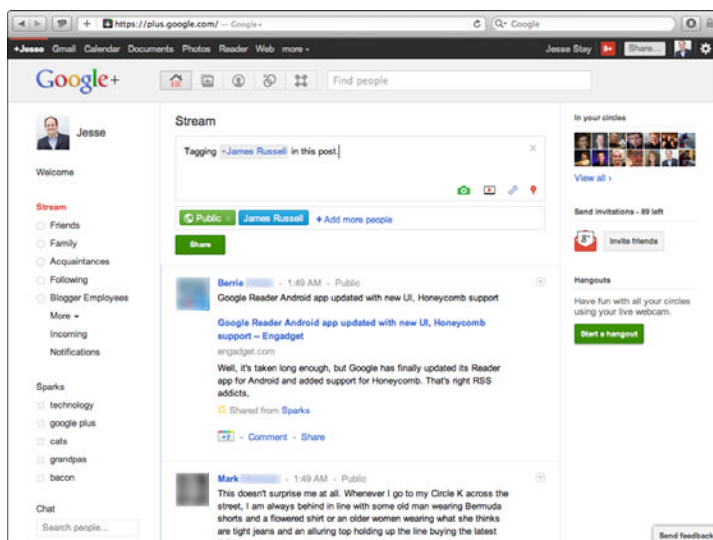 https://plus.google.com/ — Google+
Google
+Jesse Gmail Calendar Documents Photos Reader Web more
Jesse Stay 9+ Share...
Google+
Find people
Jesse
Welcome
Stream
Friends
Family
Acquaintances
Following
Blogger Employees
More
Incoming
Notifications
Sparks
technology
google plus
cats
grandpas
bacon
Chat
Search people...
Stream
Tagging +James Russell in this post.
Public James Russell + Add more people
Share
Berrie - 1:49 AM - Public
Google Reader Android app updated with new UI, Honeycomb support
Google Reader Android app updated with new UI, Honeycomb
support – Engadget
engadget.com
Well, it's taken long enough, but Google has finally updated its Reader
app for Android and added support for Honeycomb. That's right RSS
addicts,
Shared from Sparks
+1 - Comment - Share
Mark - 1:49 AM - Public
This doesn't surprise me at all. Whenever I go to my Circle K across the
street, I am always behind in line with some old man wearing Bermuda
shorts and a flowered shirt or an older women wearing what she thinks
are tight jeans and an alluring top holding up the line buying the latest
In your circles
View all ›
Send invitations - 89 left
Invite friends
Hangouts
Have fun with all your circles
using your live webcam.
Start a hangout
Send feedback